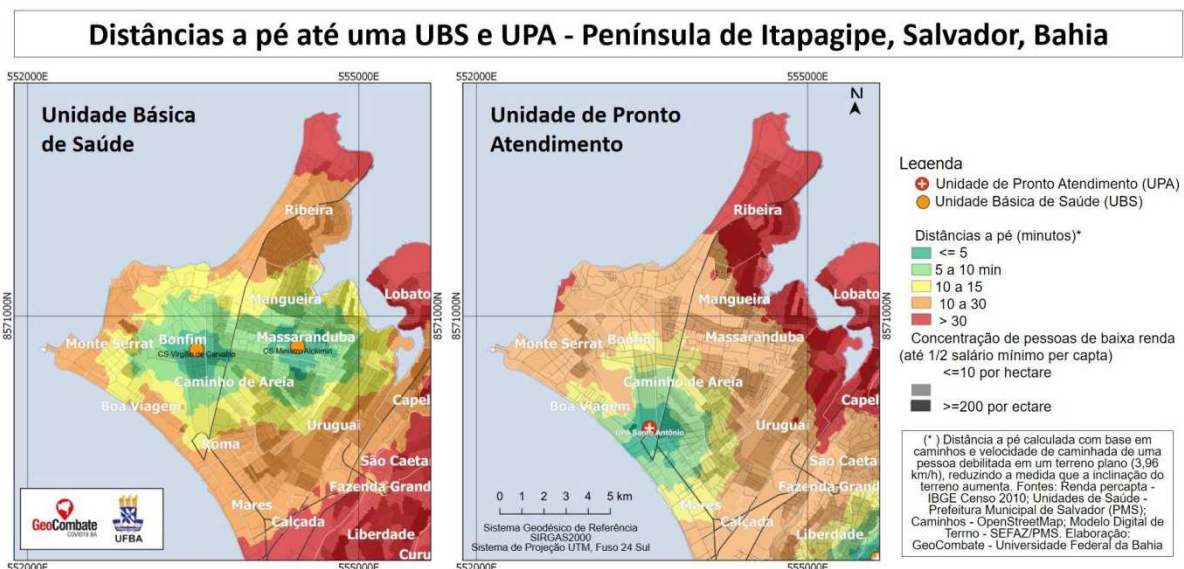 Distâncias a pé até uma UBS e UPA - Península de Itapagipe, Salvador, Bahia
552000E
555000E
8571000N
Unidade Básica
de Saúde
Ribeira
Mangueira
Lobato
Monte Serrat
Bonfim
Massaranduba
CS Virgílio de Carvalho
CS Ministro Alckimin
Caminho de Areia
Boa Viagem
Capel
Uruguai
Roma
São Caeta
Fazenda Grand
Mares
Calçada
Liberdade
Curu
GeoCombate
COVID19 BA
UFBA
552000E
555000E
552000E
555000E
8571000N
Unidade de Pronto
Atendimento
N
Ribeira
Mangueira
Lobato
Monte Serrat
Bonfim
Massaranduba
Caminho de Areia
Boa Viagem
Capel
Uruguai
UPA Santo Antônio
São Caeta
Fazenda Grand
Mares
Calçada
Liberdade
Curu
0 1 2 3 4 5 km
Sistema Geodésico de Referência
SIRGAS2000
Sistema de Projeção UTM, Fuso 24 Sul
552000E
555000E
Legenda
Unidade de Pronto Atendimento (UPA)
Unidade Básica de Saúde (UBS)
Distâncias a pé (minutos)*
<= 5
5 a 10 min
10 a 15
10 a 30
> 30
Concentração de pessoas de baixa renda
(até 1/2 salário mínimo per capta)
<=10 por hectare
>=200 por ectare
(* ) Distância a pé calculada com base em
caminhos e velocidade de caminhada de uma
pessoa debilitada em um terreno plano (3,96
km/h), reduzindo a medida que a inclinação do
terreno aumenta. Fontes: Renda percapta -
IBGE Censo 2010; Unidades de Saúde -
Prefeitura Municipal de Salvador (PMS);
Caminhos - OpenStreetMap; Modelo Digital de
Terrno - SEFAZ/PMS. Elaboração:
GeoCombate - Universidade Federal da Bahia